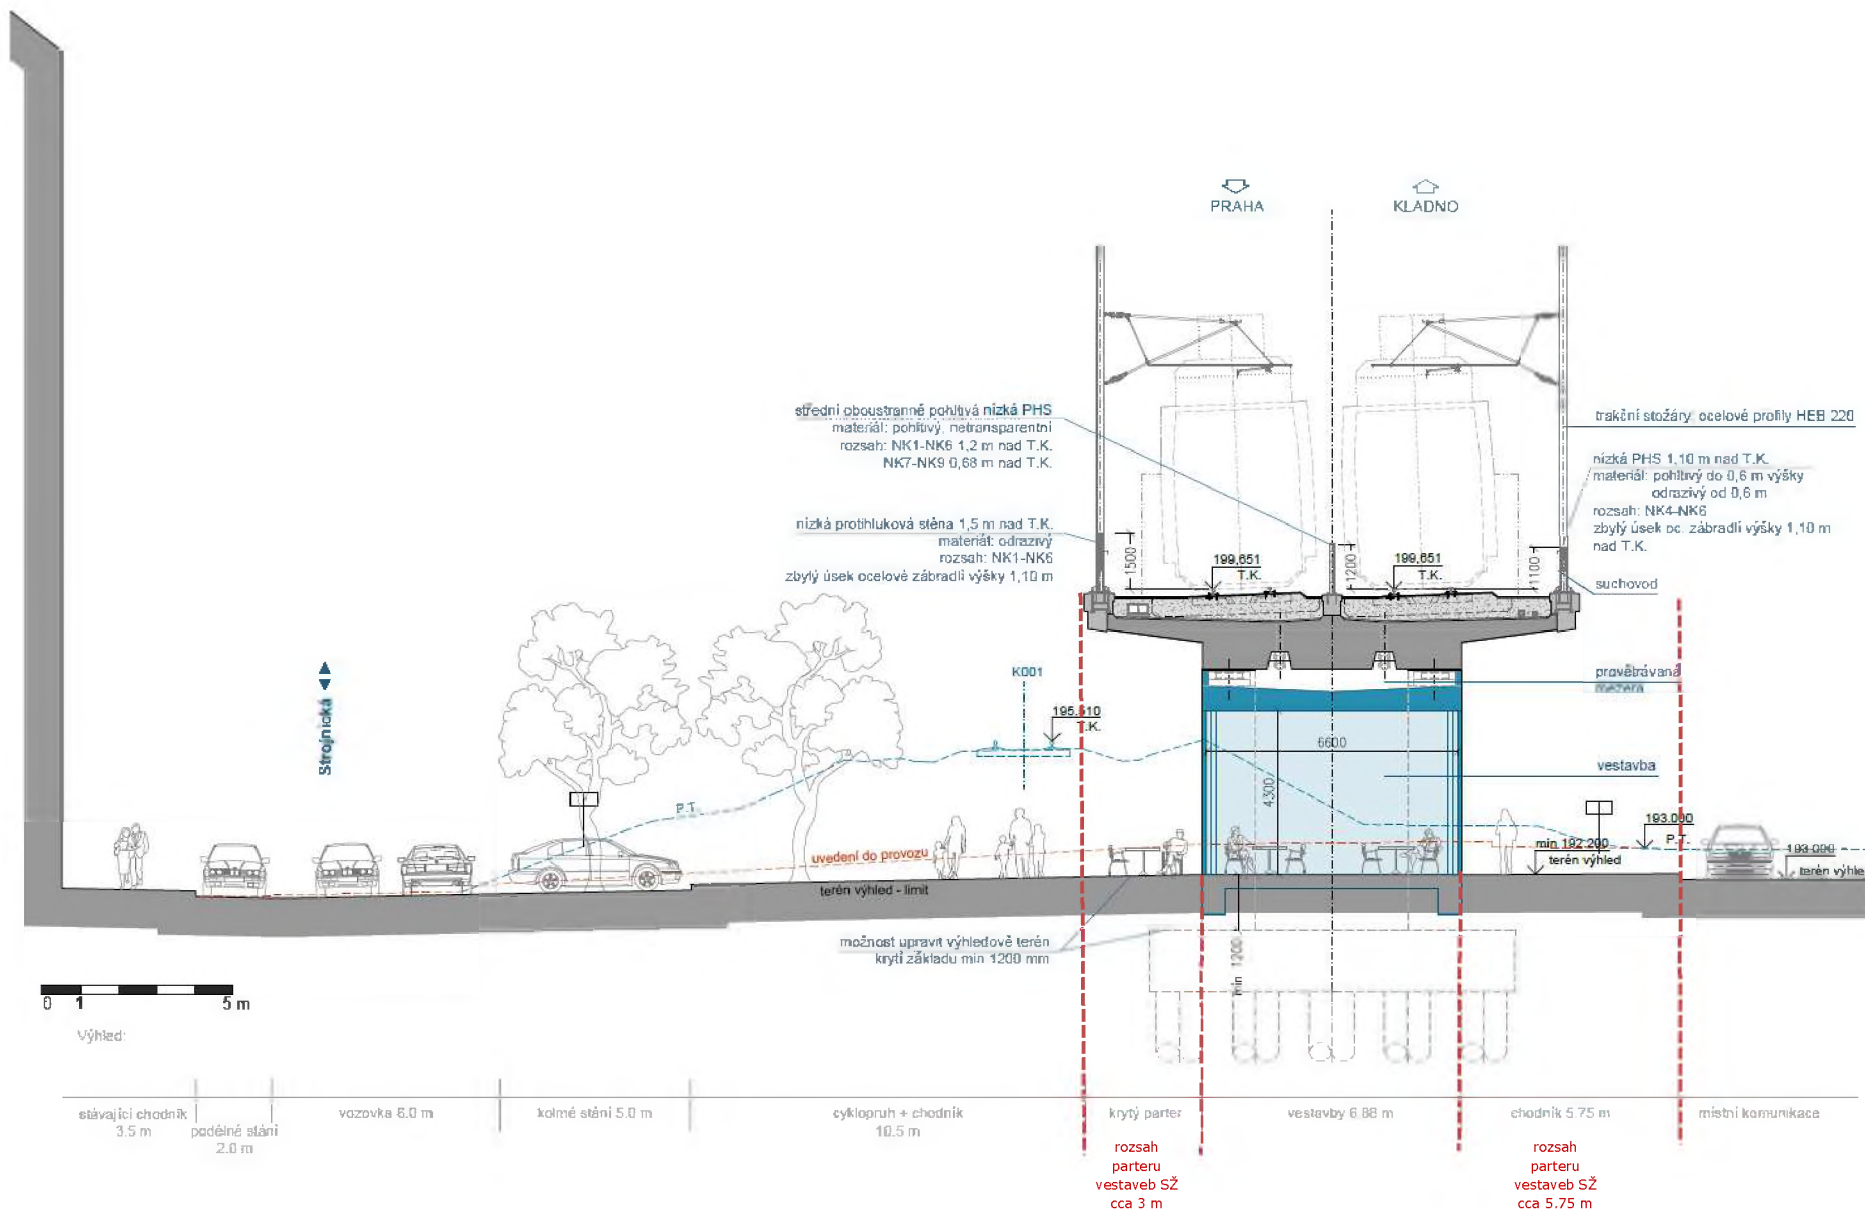 PRAHA
KLADNO
střední oboustranně pohltivá nízká PHS
materiál: pohltivý, netransparentní
rozsah: NK1-NK6 1,2 m nad T.K.
NK7-NK9 0,68 m nad T.K.
nízká protihluková stěna 1,5 m nad T.K.
materiál: odrazivý
rozsah: NK1-NK6
zbylý úsek ocelové zábradlí výšky 1,10 m
trakční stožáry: ocelové profily HEB 220
nízká PHS 1,10 m nad T.K.
materiál: pohltivý do 0,6 m výšky
odrazivý od 0,6 m
rozsah: NK4-NK6
zbylý úsek oc. zábradlí výšky 1,10 m
nad T.K.
suchovod
1500
199,651
T.K.
1200
199,651
T.K.
1100
Strojnická
K001
195.510
T.K.
provětrávaná
mezera
6600
4300
vestavba
P.T.
uvedení do provozu
terén výhled - limit
193.000
P.T.
min 192.200
terén výhled
193.000
terén výhle
možnost upravit výhledově terén
krytí základu min 1200 mm
min 1200
0 1 5 m
Výhled:
stávající chodník
3.5 m
podélné stání
2.0 m
vozovka 6.0 m
kolmé stání 5.0 m
cyklopruh + chodník
10.5 m
krytý parter
vestavby 6.88 m
chodník 5.75 m
místní komunikace
rozsah
parteru
vestaveb SŽ
cca 3 m
rozsah
parteru
vestaveb SŽ
cca 5.75 m